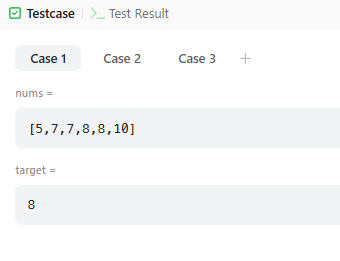 Testcase Test Result
Case 1 Case 2 Case 3 +
nums =
[5,7,7,8,8,10]
target =
8